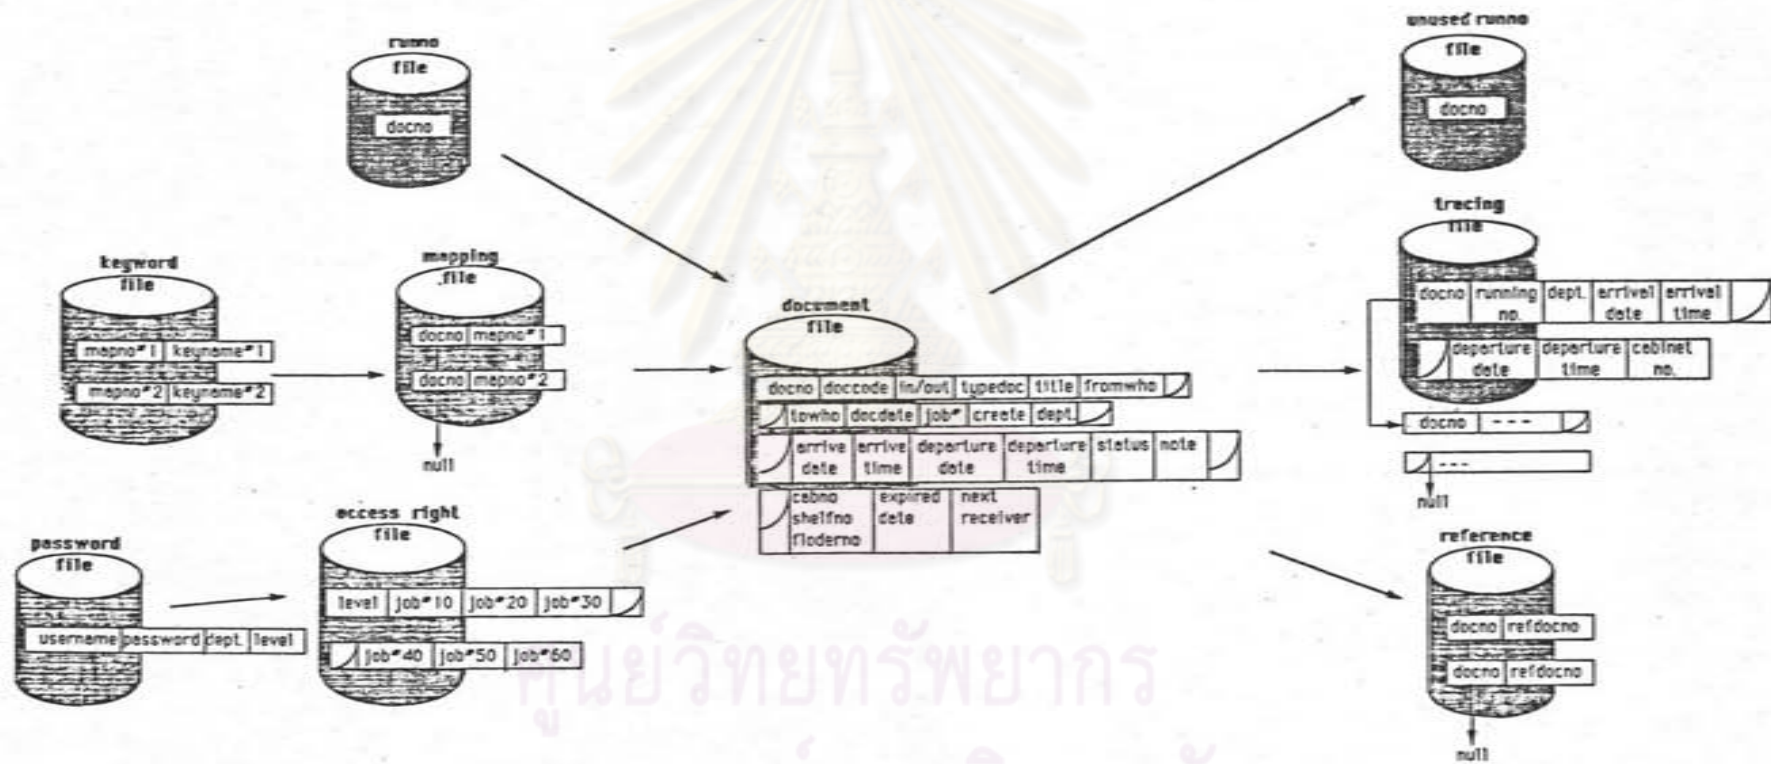 runno
file
docno
unused runno
file
docno
keyword
file
mapno#1 keyname#1
mapno#2 keyname#2
mapping
file
docno mapno#1
docno mapno#2
null
document
file
docno doccode in/out typedoc title fromwho
towho docdate job# create dept.
arrive date arrive time departure date departure time status note
cabno shelfno floderno expired date next receiver
tracing
file
docno running no. dept. arrival date arrival time
departure date departure time cabinet no.
docno - - -
- - -
null
password
file
username password dept. level
access right
file
level job#10 job#20 job#30
job#40 job#50 job#60
reference
file
docno refdocno
docno refdocno
null
ศูนย์วิทยทรัพยากร